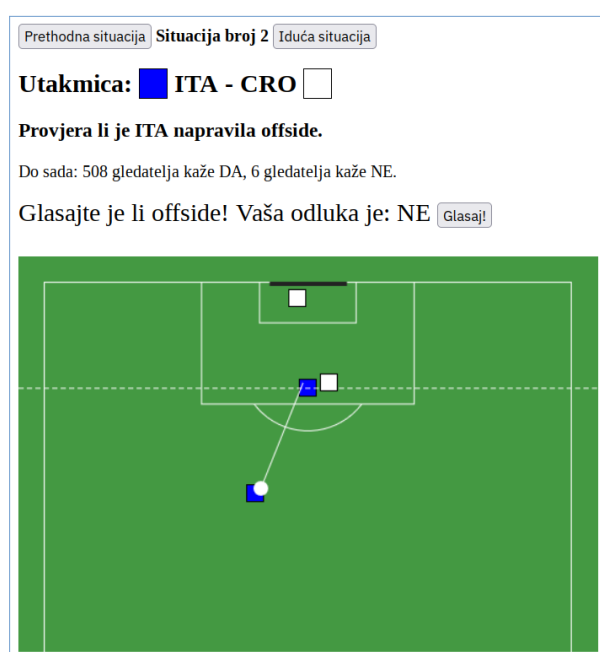 Prethodna situacija Situacija broj 2 Iduća situacija
Utakmica: ITA - CRO
Provjera li je ITA napravila offside.
Do sada: 508 gledatelja kaže DA, 6 gledatelja kaže NE.
Glasajte je li offside! Vaša odluka je: NE Glasaj!